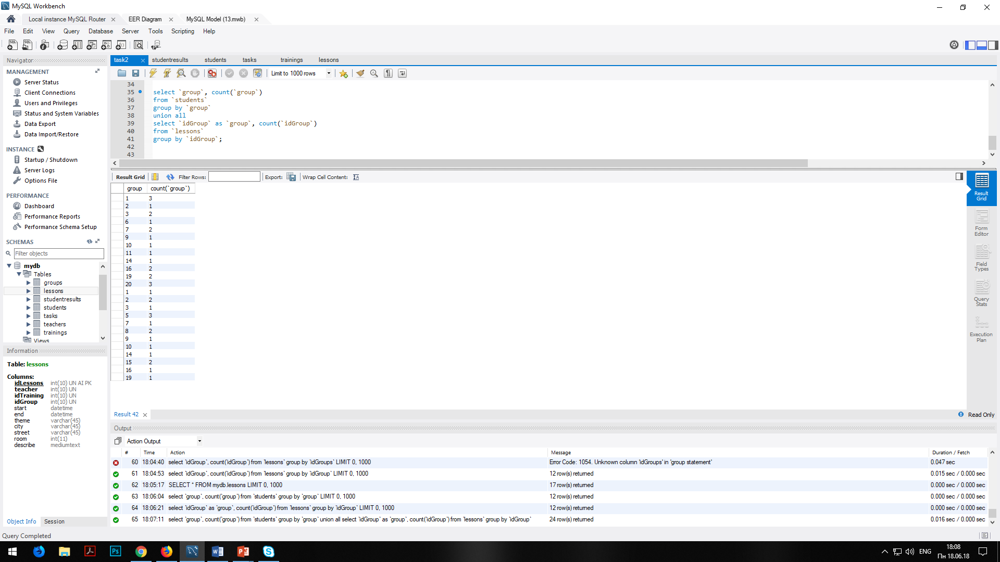 MySQL Workbench
Local instance MySQL Router
EER Diagram
MySQL Model (13.mwb)
File Edit View Query Database Server Tools Scripting Help
Navigator
MANAGEMENT
Server Status
Client Connections
Users and Privileges
Status and System Variables
Data Export
Data Import/Restore
INSTANCE
Startup / Shutdown
Server Logs
Options File
PERFORMANCE
Dashboard
Performance Reports
Performance Schema Setup
SCHEMAS
Filter objects
mydb
Tables
groups
lessons
studentresults
students
tasks
teachers
trainings
Views
Information
Table: lessons
Columns:
idLessons int(10) UN AI PK
teacher int(10) UN
idTraining int(10) UN
idGroup int(10) UN
start datetime
end datetime
theme varchar(45)
city varchar(45)
street varchar(45)
room int(11)
describe mediumtext
Object Info Session
Query Completed
task2 studentresults students tasks trainings lessons
Limit to 1000 rows
34
35 select `group`, count(`group`)
36 from `students`
37 group by `group`
38 union all
39 select `idGroup` as `group`, count(`idGroup`)
40 from `lessons`
41 group by `idGroup`;
42
43
Result Grid Filter Rows: Export: Wrap Cell Content:
group count(`group`)
1 3
2 1
3 2
6 1
7 2
9 1
10 1
11 1
14 1
16 2
19 2
20 3
1 1
2 2
3 1
5 3
7 1
8 2
9 1
10 1
14 1
15 2
16 1
19 1
Result Grid
Form Editor
Field Types
Query Stats
Execution Plan
Result 42
Read Only
Output
Action Output
# Time Action Message Duration / Fetch
60 18:04:40 select `idGroup`, count(`idGroup`) from `lessons` group by `idGroups` LIMIT 0, 1000 Error Code: 1054. Unknown column 'idGroups' in 'group statement' 0.047 sec
61 18:04:53 select `idGroup`, count(`idGroup`) from `lessons` group by `idGroup` LIMIT 0, 1000 12 row(s) returned 0.015 sec / 0.000 sec
62 18:05:17 SELECT * FROM mydb.lessons LIMIT 0, 1000 17 row(s) returned 0.000 sec / 0.000 sec
63 18:06:04 select `group`, count(`group`) from `students` group by `group` LIMIT 0, 1000 12 row(s) returned 0.000 sec / 0.000 sec
64 18:06:21 select `idGroup` as `group`, count(`idGroup`) from `lessons` group by `idGroup` LIMIT 0, 1000 12 row(s) returned 0.000 sec / 0.000 sec
65 18:07:11 select `group`, count(`group`) from `students` group by `group` union all select `idGroup` as `group`, count(`idGroup`) from `lessons` group by `idGroup` 24 row(s) returned 0.016 sec / 0.000 sec
ENG
18:08
Пн 18.06.18